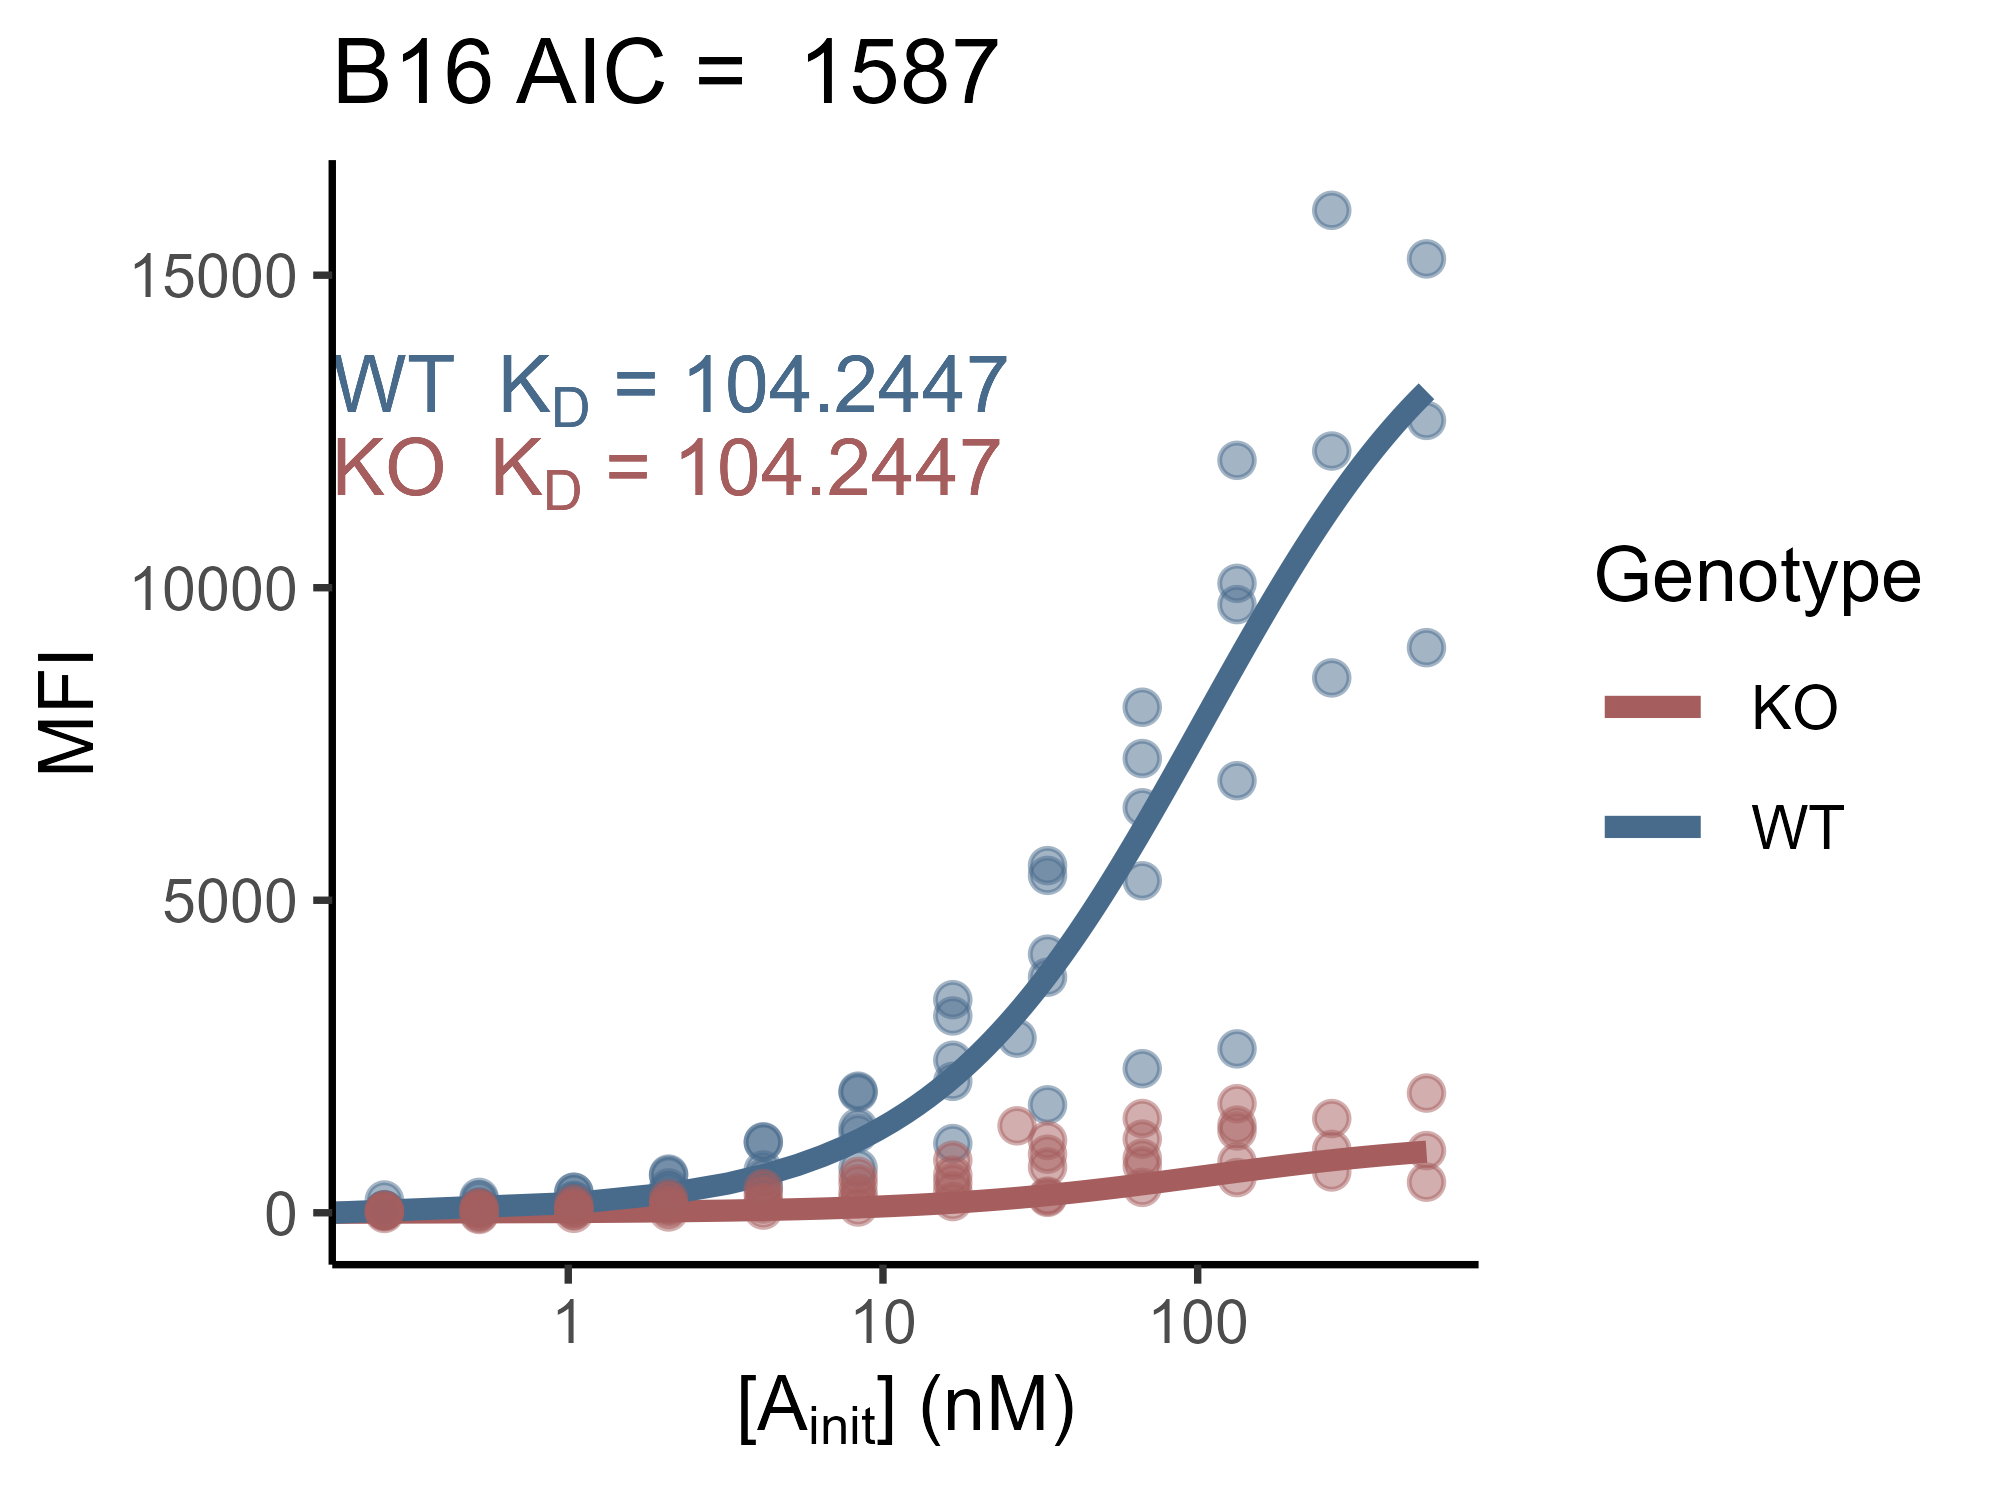 B16 AIC =  1587
15000
10000
5000
0
MFI
WT  K_D = 104.2447
KO  K_D = 104.2447
1
10
100
[A_init] (nM)
Genotype
KO
WT